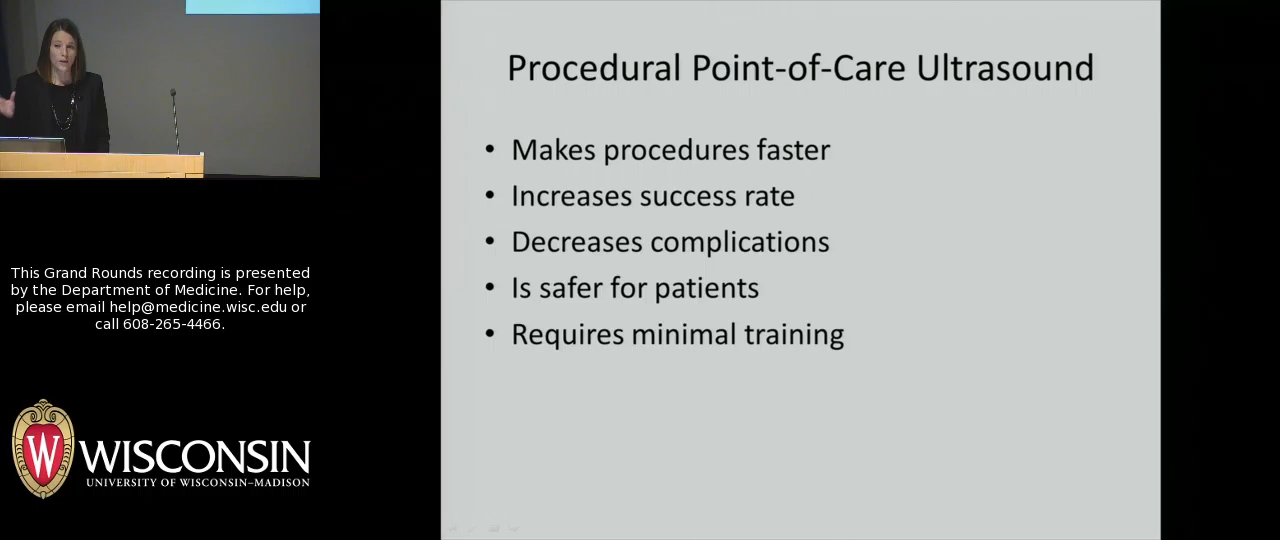 Procedural Point-of-Care Ultrasound
• Makes procedures faster
• Increases success rate
• Decreases complications
• Is safer for patients
• Requires minimal training
This Grand Rounds recording is presented
by the Department of Medicine. For help,
please email help@medicine.wisc.edu or
call 608-265-4466.
W
WISCONSIN
UNIVERSITY OF WISCONSIN–MADISON